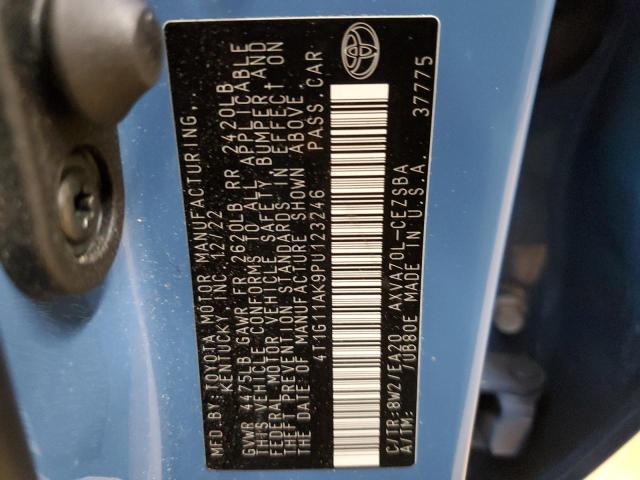 MFD.BY:TOYOTA MOTOR MANUFACTURING,
KENTUCKY INC 12/22
GVWR 4475LB GAWR FR 2620LB RR 2420LB
THIS VEHICLE CONFORMS TO ALL APPLICABLE
FEDERAL MOTOR VEHICLE SAFETY, BUMPER, AND
THEFT PREVENTION STANDARDS IN EFFECT ON
THE DATE OF MANUFACTURE SHOWN ABOVE.
4T1G11AK9PU123246 PASS.CAR
C/TR:8W2/EA20 AXVA70L-CEZSBA
A/TM: /UB80E MADE IN U.S.A. 37775